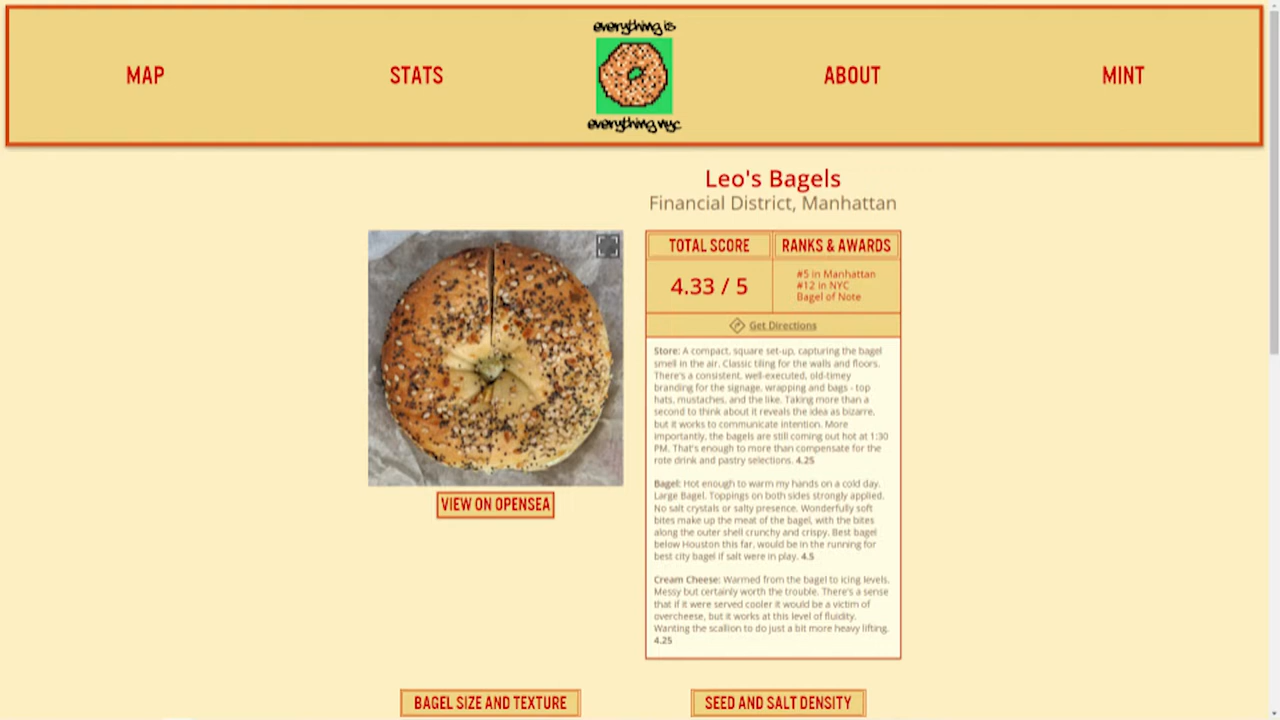 everything is
MAP
STATS
ABOUT
MINT
everything nyc
Leo's Bagels
Financial District, Manhattan
TOTAL SCORE
RANKS & AWARDS
4.33 / 5
#5 in Manhattan
#12 in NYC
Bagel of Note
Get Directions
Store: A compact, square set-up, capturing the bagel
smell in the air. Classic tiling for the walls and floors.
There's a consistent, well-executed, old-timey
branding for the signage, wrapping and bags - top
hats, mustaches, and the like. Taking more than a
second to think about it reveals the idea as bizarre,
but it works to communicate intention. More
importantly, the bagels are still coming out hot at 1:30
PM. That's enough to more than compensate for the
rote drink and pastry selections. 4.25
Bagel: Hot enough to warm my hands on a cold day.
Large Bagel. Toppings on both sides strongly applied.
No salt crystals or salty presence. Wonderfully soft
bites make up the meat of the bagel, with the bites
along the outer shell crunchy and crispy. Best bagel
below Houston this far, would be in the running for
best city bagel if salt were in play. 4.5
Cream Cheese: Warmed from the bagel to icing levels.
Messy but certainly worth the trouble. There's a sense
that if it were served cooler it would be a victim of
overcheese, but it works at this level of fluidity.
Wanting the scallion to do just a bit more heavy lifting.
4.25
VIEW ON OPENSEA
BAGEL SIZE AND TEXTURE
SEED AND SALT DENSITY